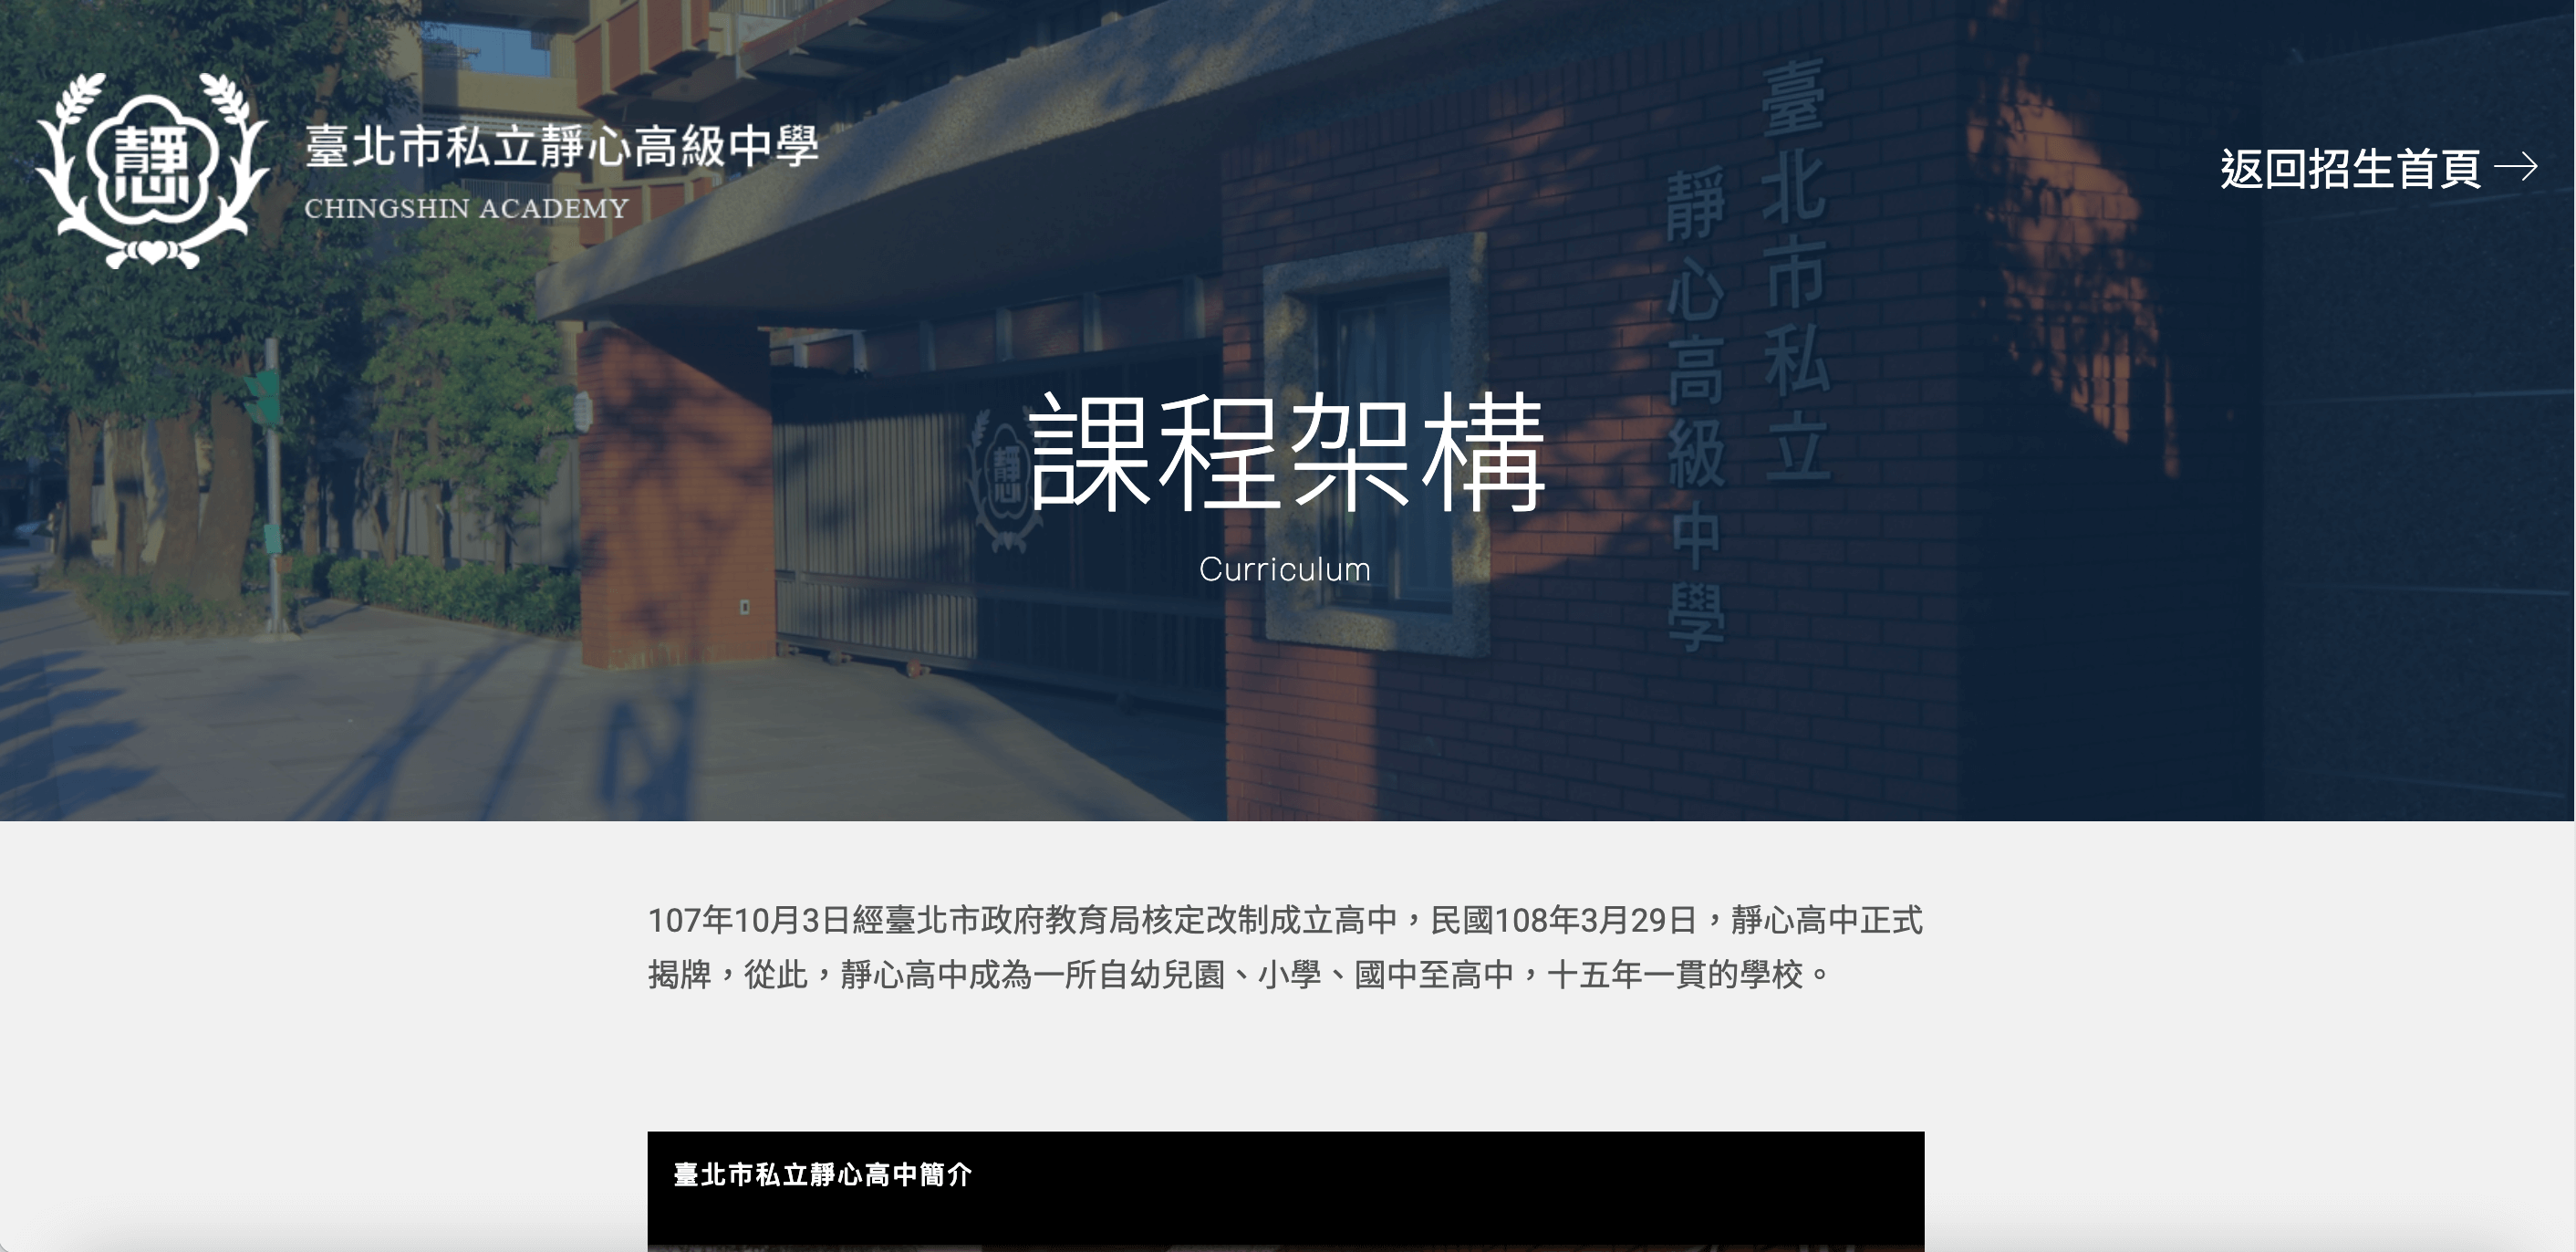 臺北市私立靜心高級中學
CHINGSHIN ACADEMY
返回招生首頁
靜心
臺北市私立
靜心高級中學
課程架構
Curriculum
107年10月3日經臺北市政府教育局核定改制成立高中，民國108年3月29日，靜心高中正式
揭牌，從此，靜心高中成為一所自幼兒園、小學、國中至高中，十五年一貫的學校。
臺北市私立靜心高中簡介